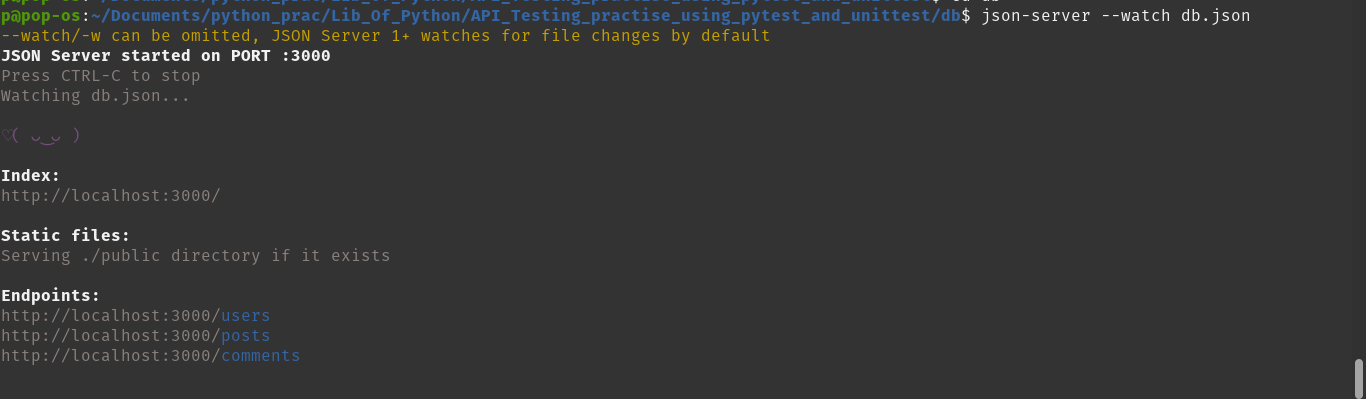 p@pop-os:~/Documents/python_prac/Lib_Of_Python/API_Testing_practise_using_pytest_and_unittest/db$ json-server --watch db.json
--watch/-w can be omitted, JSON Server 1+ watches for file changes by default
JSON Server started on PORT :3000
Press CTRL-C to stop
Watching db.json...
♡( ᴗ͜ᴗ )
Index:
http://localhost:3000/
Static files:
Serving ./public directory if it exists
Endpoints:
http://localhost:3000/users
http://localhost:3000/posts
http://localhost:3000/comments